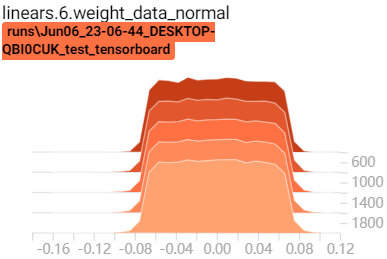 linears.6.weight_data_normal
runs\Jun06_23-06-44_DESKTOP-
QBI0CUK_test_tensorboard
600
1000
1400
1800
-0.16 -0.12 -0.08 -0.04 0.00 0.04 0.08 0.12